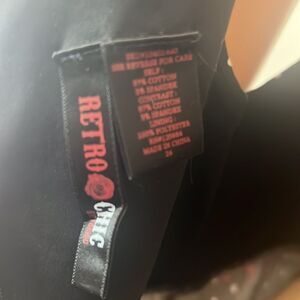 SEE REVERSE FOR CARE
SELF:
97% COTTON
3% SPANDEX
CONTRAST:
97% COTTON
3% SPANDEX
LINING:
100% POLYESTER
MADE IN CHINA
24
RETRO CHIC